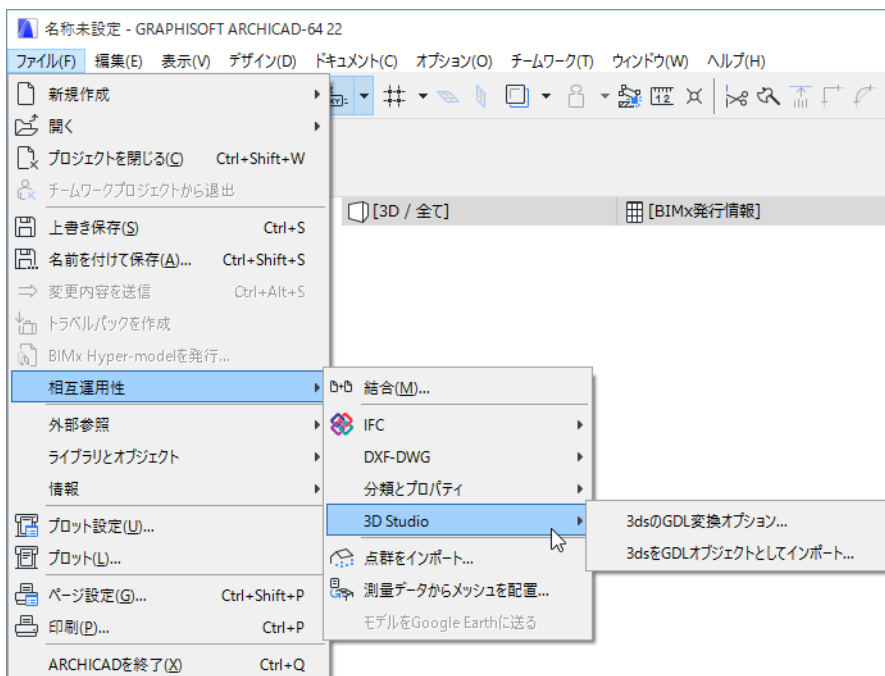 名称未設定 - GRAPHISOFT ARCHICAD-64 22
ファイル(F) 編集(E) 表示(V) デザイン(D) ドキュメント(C) オプション(O) チームワーク(T) ウィンドウ(W) ヘルプ(H)
新規作成
開く
プロジェクトを閉じる(C) Ctrl+Shift+W
チームワークプロジェクトから退出
[3D / 全て] [BIMx発行情報]
上書き保存(S) Ctrl+S
名前を付けて保存(A)... Ctrl+Shift+S
変更内容を送信 Ctrl+Alt+S
トラベルパックを作成
BIMx Hyper-modelを発行...
相互運用性
外部参照
ライブラリとオブジェクト
情報
プロット設定(U)...
プロット(L)...
ページ設定(G)... Ctrl+Shift+P
印刷(P)... Ctrl+P
ARCHICADを終了(X) Ctrl+Q
結合(M)...
IFC
DXF-DWG
分類とプロパティ
3D Studio
点群をインポート...
測量データからメッシュを配置...
モデルをGoogle Earthに送る
3dsのGDL変換オプション...
3dsをGDLオブジェクトとしてインポート...